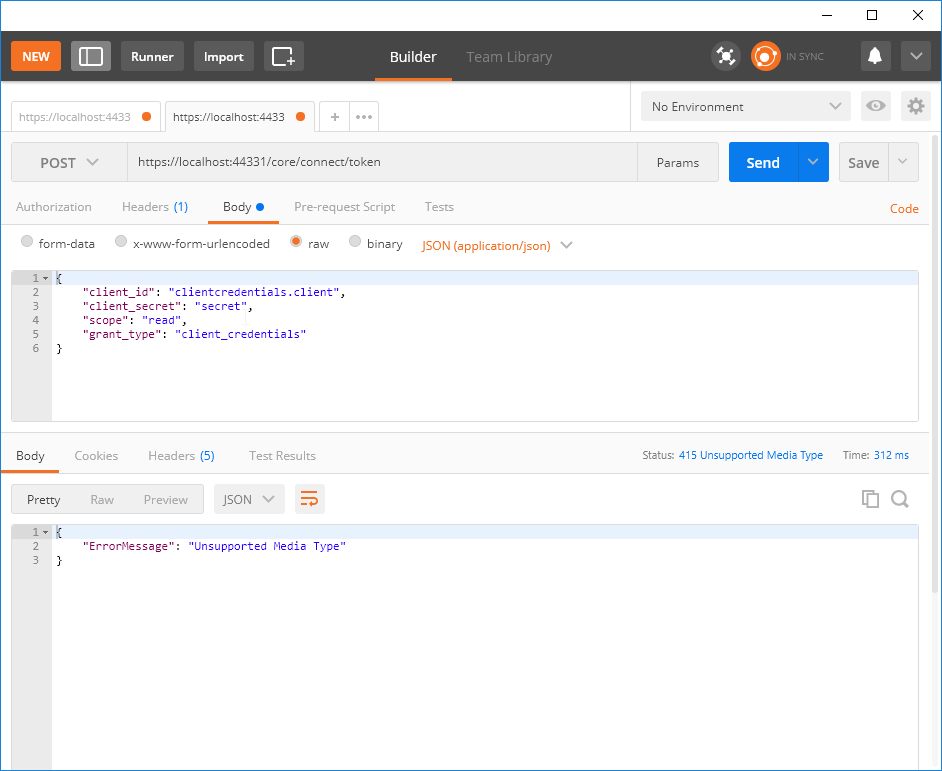 NEW Runner Import Builder Team Library IN SYNC
https://localhost:4433 https://localhost:4433 + ••• No Environment
POST https://localhost:44331/core/connect/token Params Send Save
Authorization Headers (1) Body Pre-request Script Tests Code
form-data x-www-form-urlencoded raw binary JSON (application/json)
1 {
2 "client_id": "clientcredentials.client",
3 "client_secret": "secret",
4 "scope": "read",
5 "grant_type": "client_credentials"
6 }
Body Cookies Headers (5) Test Results Status: 415 Unsupported Media Type Time: 312 ms
Pretty Raw Preview JSON
1 {
2 "ErrorMessage": "Unsupported Media Type"
3 }